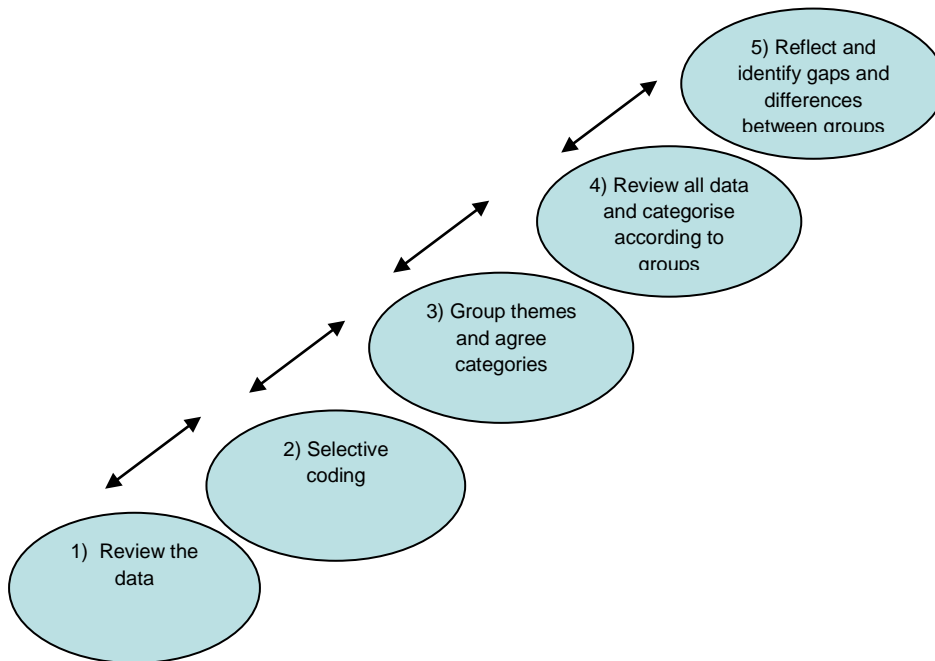 5) Reflect and
identify gaps and
differences
between groups
4) Review all data
and categorise
according to
groups
3) Group themes
and agree
categories
2) Selective
coding
1) Review the
data